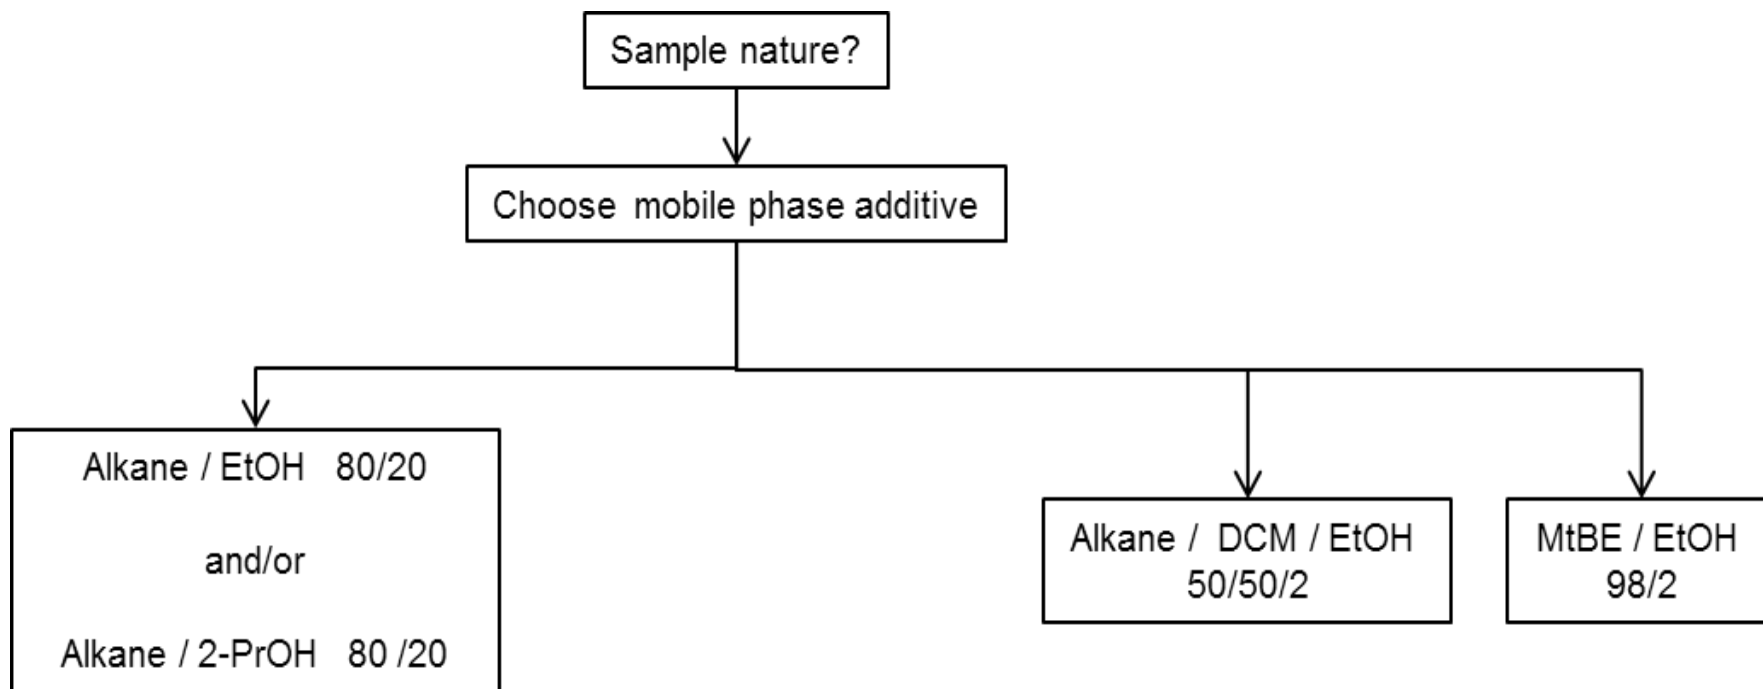 Sample nature?
Choose mobile phase additive
Alkane / EtOH 80/20
and/or
Alkane / 2-PrOH 80 /20
Alkane / DCM / EtOH
50/50/2
MtBE / EtOH
98/2